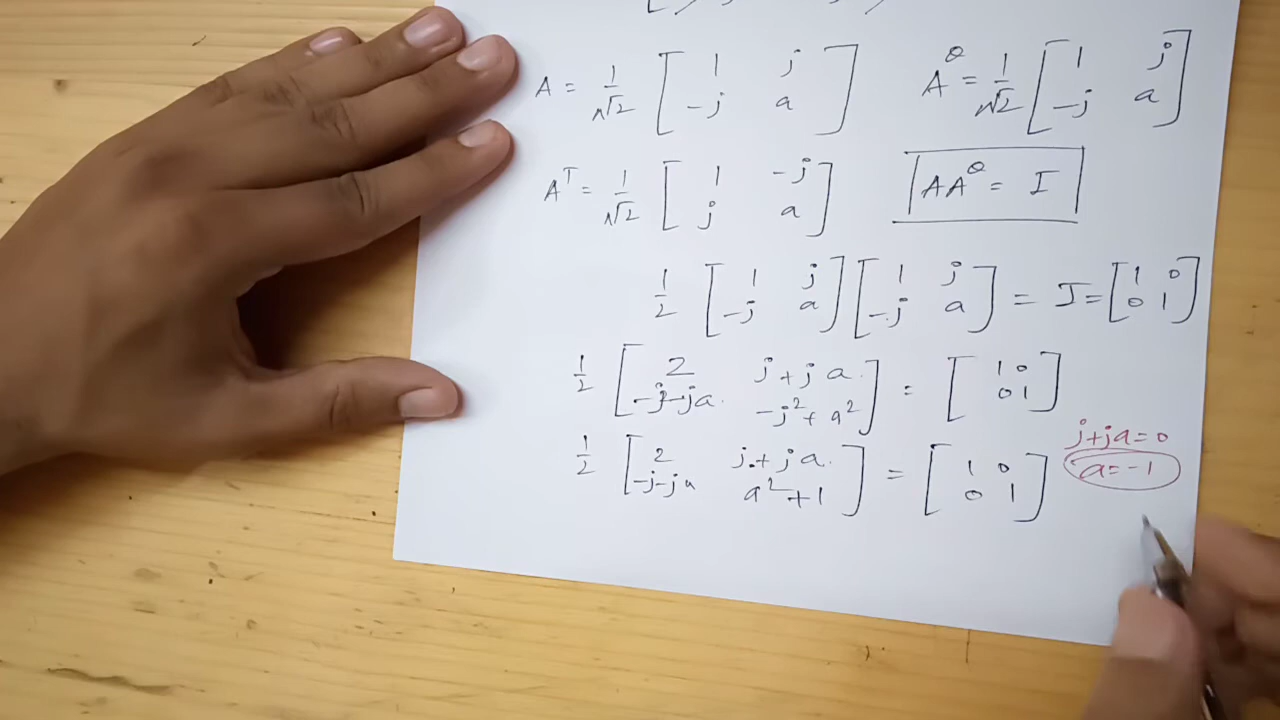 A = 1/√2 [ 1 j ; -j a ]
A^θ = 1/√2 [ 1 j ; -j a ]
A^T = 1/√2 [ 1 -j ; j a ]
AA^θ = I
1/2 [ 1 j ; -j a ] [ 1 j ; -j a ] = I = [ 1 0 ; 0 1 ]
1/2 [ 2 j+ja ; -j-ja -j²+a² ] = [ 1 0 ; 0 1 ]
1/2 [ 2 j+ja ; -j-ja a²+1 ] = [ 1 0 ; 0 1 ]
j+ja=0
a=-1